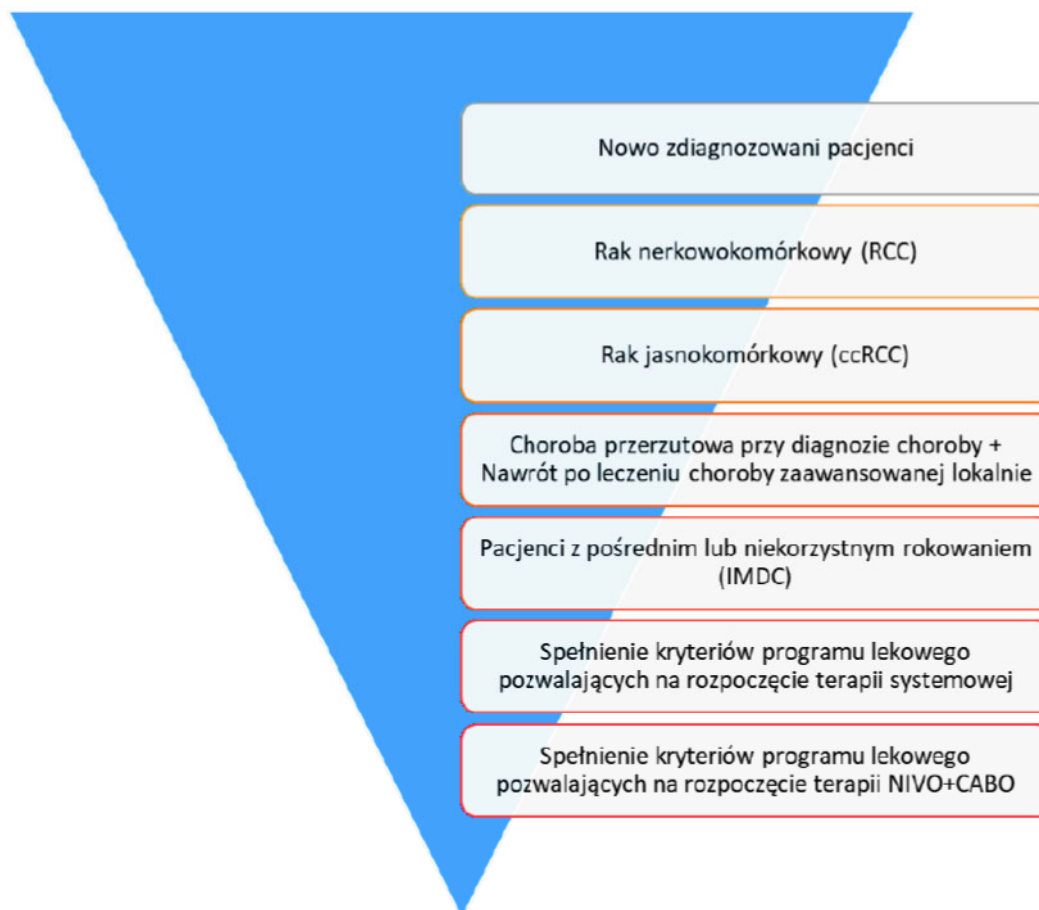 Nowo zdiagnozowani pacjenci
Rak nerkowokomórkowy (RCC)
Rak jasnokomórkowy (ccRCC)
Choroba przerzutowa przy diagnozie choroby +
Nawrót po leczeniu choroby zaawansowanej lokalnie
Pacjenci z pośrednim lub niekorzystnym rokowaniem
(IMDC)
Spełnienie kryteriów programu lekowego
pozwalających na rozpoczęcie terapii systemowej
Spełnienie kryteriów programu lekowego
pozwalających na rozpoczęcie terapii NIVO+CABO